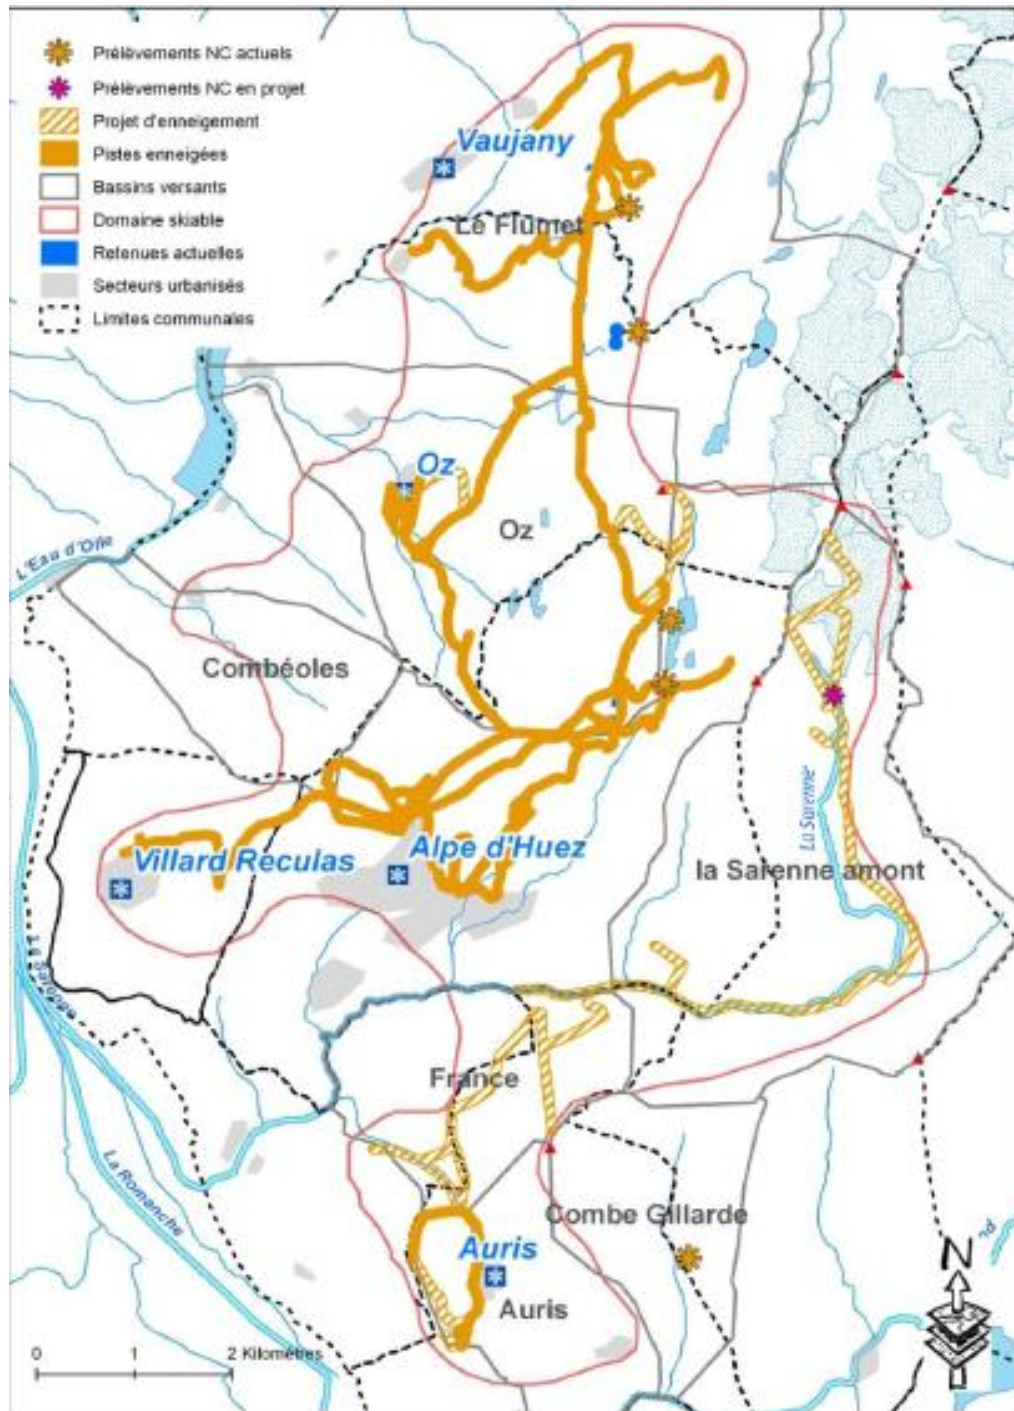 Prélèvements NC actuels
Prélèvements NC en projet
Projet d'enneigement
Pistes enneigées
Bassins versants
Domaine skiable
Retenues actuelles
Secteurs urbanisés
Limites communales
Vaujany
Le Flumet
Oz
Oz
L'Eau d'Olle
Combéoles
La Sarenne
Villard Reculas
Alpe d'Huez
la Sarenne amont
France
La Romanche
Combe Gillarde
Auris
Auris
N
0 1 2 Kilomètres